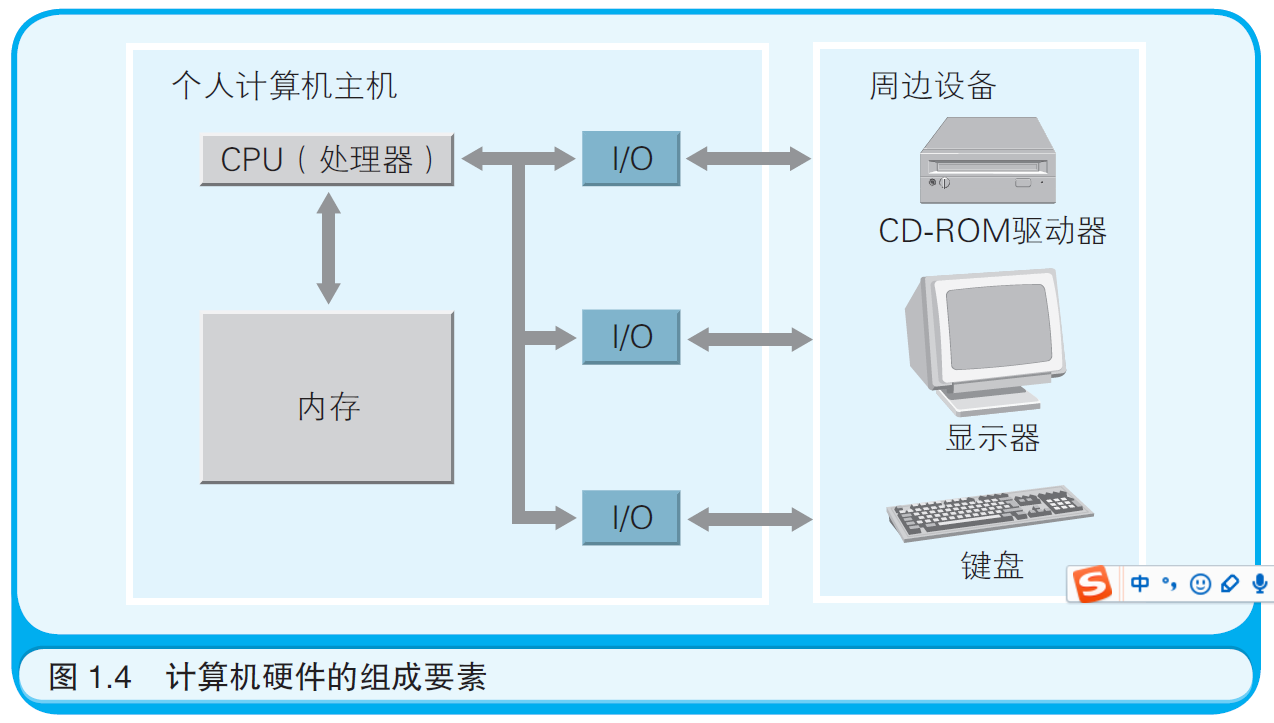 个人计算机主机
周边设备
CPU（处理器）
I/O
CD-ROM驱动器
内存
I/O
显示器
I/O
键盘
中
图 1.4 计算机硬件的组成要素